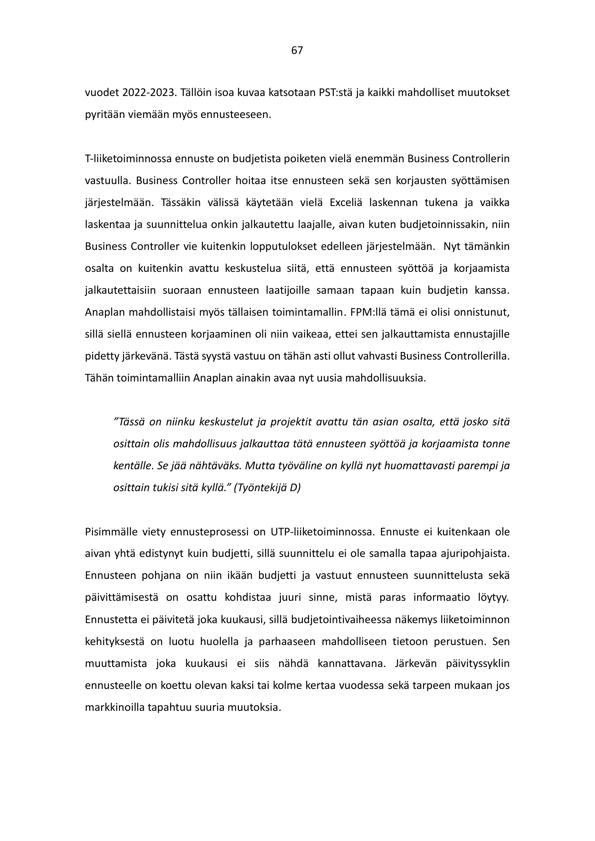 67
vuodet 2022-2023. Tällöin isoa kuvaa katsotaan PST:stä ja kaikki mahdolliset muutokset
pyritään viemään myös ennusteeseen.
T-liiketoiminnossa ennuste on budjetista poiketen vielä enemmän Business Controllerin
vastuulla. Business Controller hoitaa itse ennusteen sekä sen korjausten syöttämisen
järjestelmään. Tässäkin välissä käytetään vielä Exceliä laskennan tukena ja vaikka
laskentaa ja suunnittelua onkin jalkautettu laajalle, aivan kuten budjetoinnissakin, niin
Business Controller vie kuitenkin lopputulokset edelleen järjestelmään.  Nyt tämänkin
osalta on kuitenkin avattu keskustelua siitä, että ennusteen syöttöä ja korjaamista
jalkautettaisiin suoraan ennusteen laatijoille samaan tapaan kuin budjetin kanssa.
Anaplan mahdollistaisi myös tällaisen toimintamallin. FPM:llä tämä ei olisi onnistunut,
sillä siellä ennusteen korjaaminen oli niin vaikeaa, ettei sen jalkauttamista ennustajille
pidetty järkevänä. Tästä syystä vastuu on tähän asti ollut vahvasti Business Controllerilla.
Tähän toimintamalliin Anaplan ainakin avaa nyt uusia mahdollisuuksia.
”Tässä on niinku keskustelut ja projektit avattu tän asian osalta, että josko sitä
osittain olis mahdollisuus jalkauttaa tätä ennusteen syöttöä ja korjaamista tonne
kentälle. Se jää nähtäväks. Mutta työväline on kyllä nyt huomattavasti parempi ja
osittain tukisi sitä kyllä.” (Työntekijä D)
Pisimmälle viety ennusteprosessi on UTP-liiketoiminnossa. Ennuste ei kuitenkaan ole
aivan yhtä edistynyt kuin budjetti, sillä suunnittelu ei ole samalla tapaa ajuripohjaista.
Ennusteen pohjana on niin ikään budjetti ja vastuut ennusteen suunnittelusta sekä
päivittämisestä on osattu kohdistaa juuri sinne, mistä paras informaatio löytyy.
Ennustetta ei päivitetä joka kuukausi, sillä budjetointivaiheessa näkemys liiketoiminnon
kehityksestä on luotu huolella ja parhaaseen mahdolliseen tietoon perustuen. Sen
muuttamista joka kuukausi ei siis nähdä kannattavana. Järkevän päivityssyklin
ennusteelle on koettu olevan kaksi tai kolme kertaa vuodessa sekä tarpeen mukaan jos
markkinoilla tapahtuu suuria muutoksia.